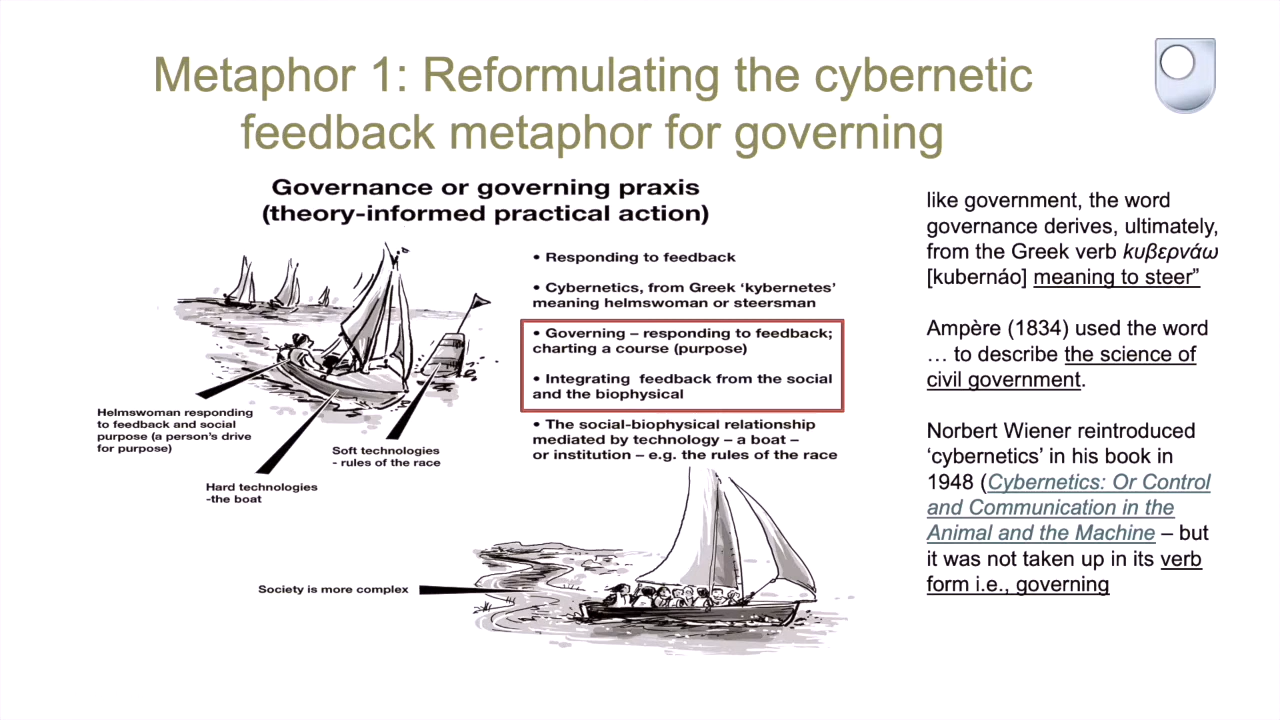 Metaphor 1: Reformulating the cybernetic
feedback metaphor for governing
Governance or governing praxis
(theory-informed practical action)
• Responding to feedback
• Cybernetics, from Greek ‘kybernetes’
meaning helmswoman or steersman
• Governing – responding to feedback;
charting a course (purpose)
• Integrating feedback from the social
and the biophysical
• The social-biophysical relationship
mediated by technology – a boat –
or institution – e.g. the rules of the race
Helmswoman responding
to feedback and social
purpose (a person’s drive
for purpose)
Soft technologies
- rules of the race
Hard technologies
-the boat
Society is more complex
like government, the word
governance derives, ultimately,
from the Greek verb κυβερνάω
[kubernáo] meaning to steer”
Ampère (1834) used the word
… to describe the science of
civil government.
Norbert Wiener reintroduced
‘cybernetics’ in his book in
1948 (Cybernetics: Or Control
and Communication in the
Animal and the Machine – but
it was not taken up in its verb
form i.e., governing